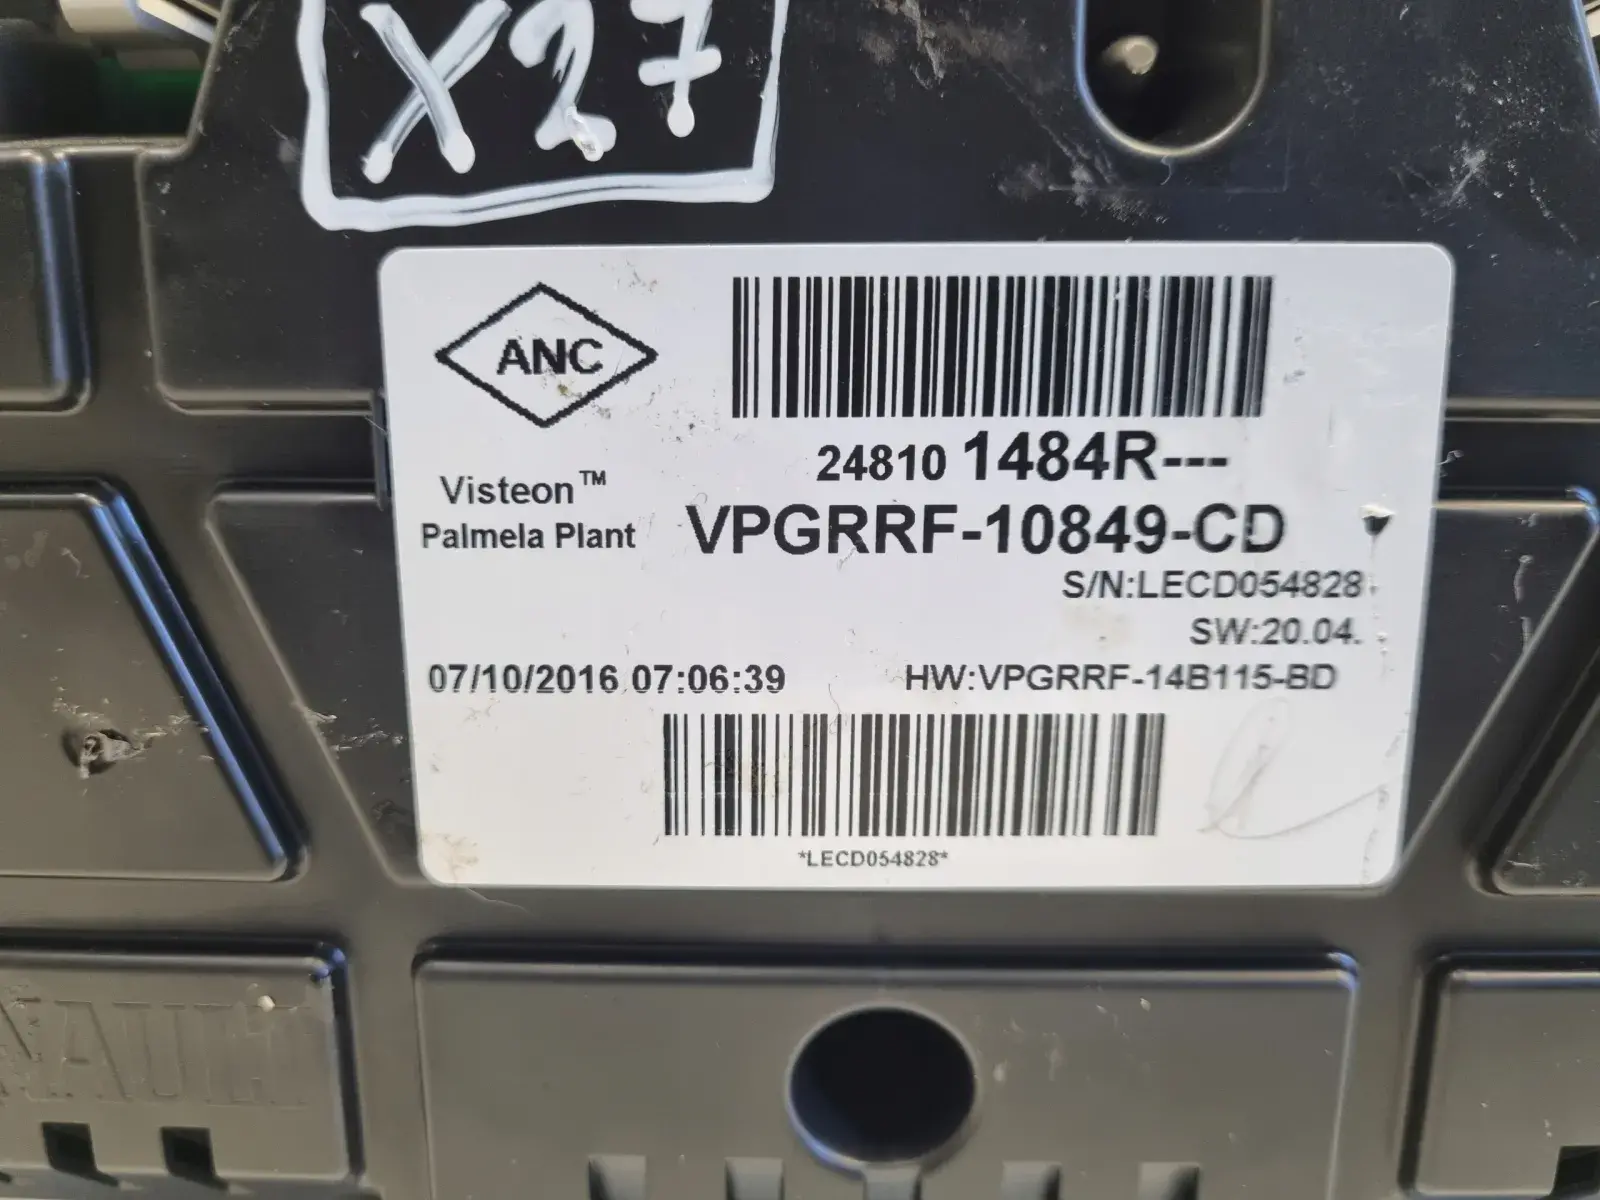 X27
ANC
24810 1484R---
Visteon™
Palmela Plant
VPGRRF-10849-CD
S/N:LECD054828
SW:20.04.
07/10/2016 07:06:39
HW:VPGRRF-14B115-BD
*LECD054828*